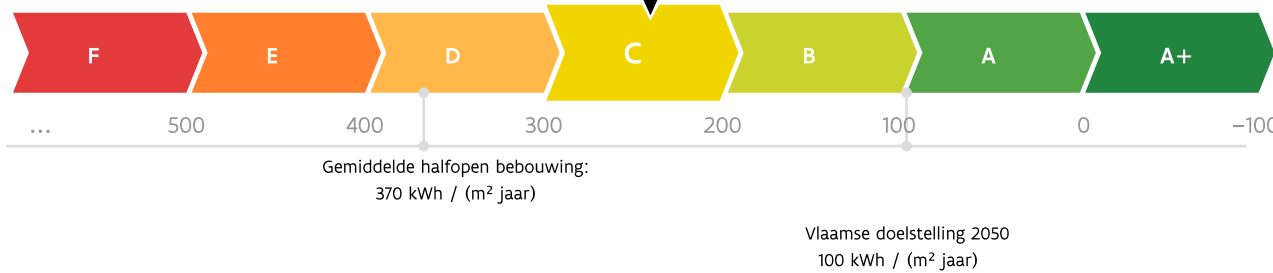 F E D C B A A+
... 500 400 300 200 100 0 –100
Gemiddelde halfopen bebouwing:
370 kWh / (m² jaar)
Vlaamse doelstelling 2050
100 kWh / (m² jaar)